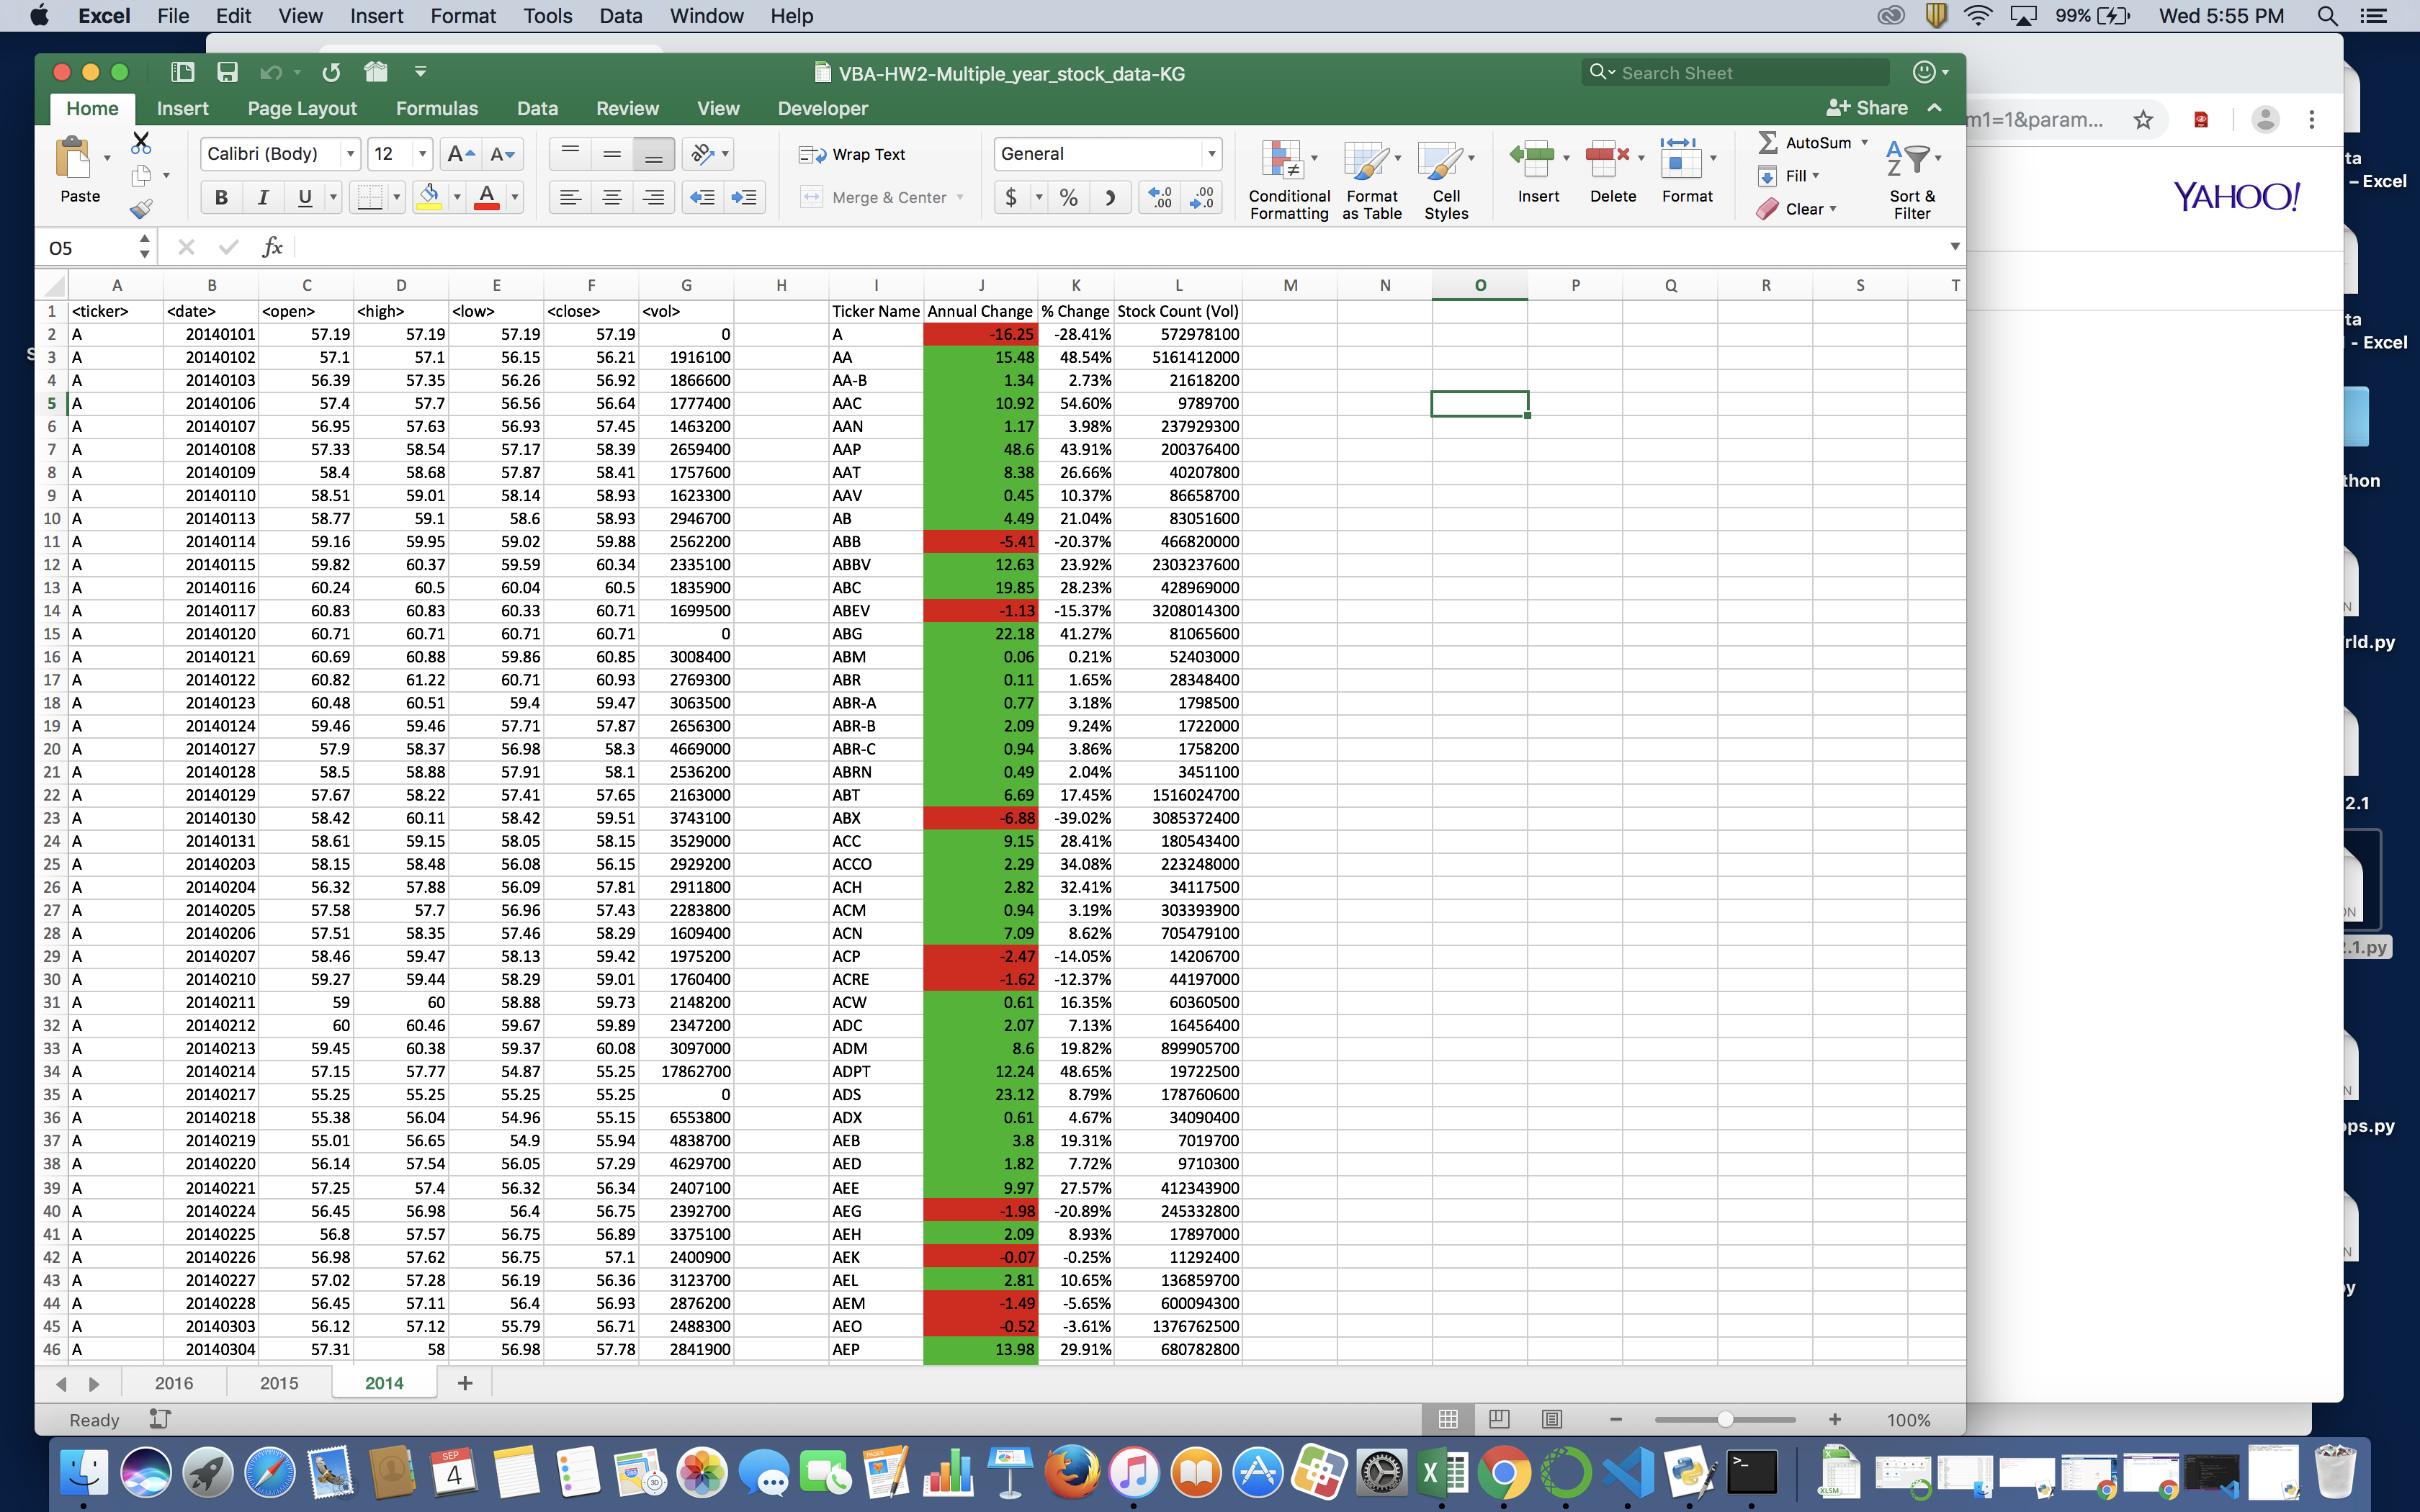 Excel File Edit View Insert Format Tools Data Window Help 99% Wed 5:55 PM
VBA-HW2-Multiple_year_stock_data-KG Search Sheet
Home Insert Page Layout Formulas Data Review View Developer Share
m1=1&param...
Paste Calibri (Body) 12 A A Wrap Text General AutoSum
B I U A Merge & Center $ % Fill
Conditional Formatting Format as Table Cell Styles Insert Delete Format Clear Sort & Filter
YAHOO!
O5 fx
A B C D E F G H I J K L M N O P Q R S T
1 <ticker> <date> <open> <high> <low> <close> <vol> Ticker Name Annual Change % Change Stock Count (Vol)
2 A 20140101 57.19 57.19 57.19 57.19 0 A -16.25 -28.41% 572978100
3 A 20140102 57.1 57.1 56.15 56.21 1916100 AA 15.48 48.54% 5161412000
4 A 20140103 56.39 57.35 56.26 56.92 1866600 AA-B 1.34 2.73% 21618200
5 A 20140106 57.4 57.7 56.56 56.64 1777400 AAC 10.92 54.60% 9789700
6 A 20140107 56.95 57.63 56.93 57.45 1463200 AAN 1.17 3.98% 237929300
7 A 20140108 57.33 58.54 57.17 58.39 2659400 AAP 48.6 43.91% 200376400
8 A 20140109 58.4 58.68 57.87 58.41 1757600 AAT 8.38 26.66% 40207800
9 A 20140110 58.51 59.01 58.14 58.93 1623300 AAV 0.45 10.37% 86658700
10 A 20140113 58.77 59.1 58.6 58.93 2946700 AB 4.49 21.04% 83051600
11 A 20140114 59.16 59.95 59.02 59.88 2562200 ABB -5.41 -20.37% 466820000
12 A 20140115 59.82 60.37 59.59 60.34 2335100 ABBV 12.63 23.92% 2303237600
13 A 20140116 60.24 60.5 60.04 60.5 1835900 ABC 19.85 28.23% 428969000
14 A 20140117 60.83 60.83 60.33 60.71 1699500 ABEV -1.13 -15.37% 3208014300
15 A 20140120 60.71 60.71 60.71 60.71 0 ABG 22.18 41.27% 81065600
16 A 20140121 60.69 60.88 59.86 60.85 3008400 ABM 0.06 0.21% 52403000
17 A 20140122 60.82 61.22 60.71 60.93 2769300 ABR 0.11 1.65% 28348400
18 A 20140123 60.48 60.51 59.4 59.47 3063500 ABR-A 0.77 3.18% 1798500
19 A 20140124 59.46 59.46 57.71 57.87 2656300 ABR-B 2.09 9.24% 1722000
20 A 20140127 57.9 58.37 56.98 58.3 4669000 ABR-C 0.94 3.86% 1758200
21 A 20140128 58.5 58.88 57.91 58.1 2536200 ABRN 0.49 2.04% 3451100
22 A 20140129 57.67 58.22 57.41 57.65 2163000 ABT 6.69 17.45% 1516024700
23 A 20140130 58.42 60.11 58.42 59.51 3743100 ABX -6.88 -39.02% 3085372400
24 A 20140131 58.61 59.15 58.05 58.15 3529000 ACC 9.15 28.41% 180543400
25 A 20140203 58.15 58.48 56.08 56.15 2929200 ACCO 2.29 34.08% 223248000
26 A 20140204 56.32 57.88 56.09 57.81 2911800 ACH 2.82 32.41% 34117500
27 A 20140205 57.58 57.7 56.96 57.43 2283800 ACM 0.94 3.19% 303393900
28 A 20140206 57.51 58.35 57.46 58.29 1609400 ACN 7.09 8.62% 705479100
29 A 20140207 58.46 59.47 58.13 59.42 1975200 ACP -2.47 -14.05% 14206700
30 A 20140210 59.27 59.44 58.29 59.01 1760400 ACRE -1.62 -12.37% 44197000
31 A 20140211 59 60 58.88 59.73 2148200 ACW 0.61 16.35% 60360500
32 A 20140212 60 60.46 59.67 59.89 2347200 ADC 2.07 7.13% 16456400
33 A 20140213 59.45 60.38 59.37 60.08 3097000 ADM 8.6 19.82% 899905700
34 A 20140214 57.15 57.77 54.87 55.25 17862700 ADPT 12.24 48.65% 19722500
35 A 20140217 55.25 55.25 55.25 55.25 0 ADS 23.12 8.79% 178760600
36 A 20140218 55.38 56.04 54.96 55.15 6553800 ADX 0.61 4.67% 34090400
37 A 20140219 55.01 56.65 54.9 55.94 4838700 AEB 3.8 19.31% 7019700
38 A 20140220 56.14 57.54 56.05 57.29 4629700 AED 1.82 7.72% 9710300
39 A 20140221 57.25 57.4 56.32 56.34 2407100 AEE 9.97 27.57% 412343900
40 A 20140224 56.45 56.98 56.4 56.75 2392700 AEG -1.98 -20.89% 245332800
41 A 20140225 56.8 57.57 56.75 56.89 3375100 AEH 2.09 8.93% 17897000
42 A 20140226 56.98 57.62 56.75 57.1 2400900 AEK -0.07 -0.25% 11292400
43 A 20140227 57.02 57.28 56.19 56.36 3123700 AEL 2.81 10.65% 136859700
44 A 20140228 56.45 57.11 56.4 56.93 2876200 AEM -1.49 -5.65% 600094300
45 A 20140303 56.12 57.12 55.79 56.71 2488300 AEO -0.52 -3.61% 1376762500
46 A 20140304 57.31 58 56.98 57.78 2841900 AEP 13.98 29.91% 680782800
2016 2015 2014 +
Ready 100%
ta
– Excel
ta
- Excel
thon
rld.py
2.1
2.1.py
ops.py
y
SEP
4
XLSM